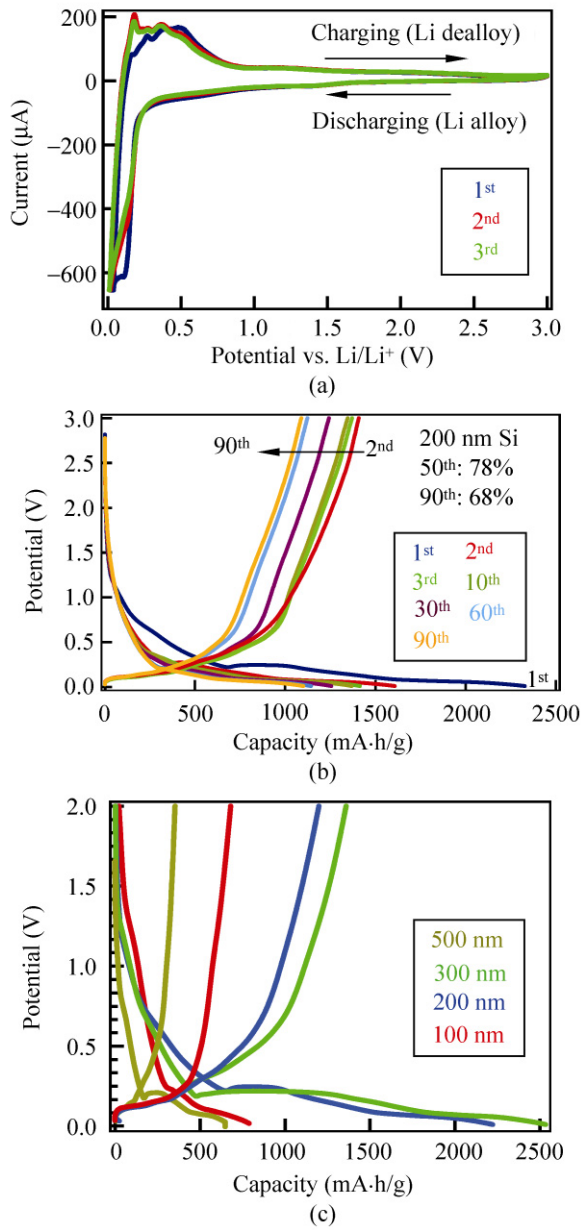 200
0
−200
−400
−600
Current (μA)
Charging (Li dealloy)
Discharging (Li alloy)
1st
2nd
3rd
0.0 0.5 1.0 1.5 2.0 3.0
Potential vs. Li/Li+ (V)
(a)
3.0
2.5
2.0
1.5
1.0
0.5
0.0
Potential (V)
90th 2nd
200 nm Si
50th: 78%
90th: 68%
1st 2nd
3rd 10th
30th 60th
90th
1st
0 500 1000 1500 2000 2500
Capacity (mA·h/g)
(b)
2.0
1.5
1.0
0.5
0.0
Potential (V)
500 nm
300 nm
200 nm
100 nm
0 500 1000 1500 2000 2500
Capacity (mA·h/g)
(c)